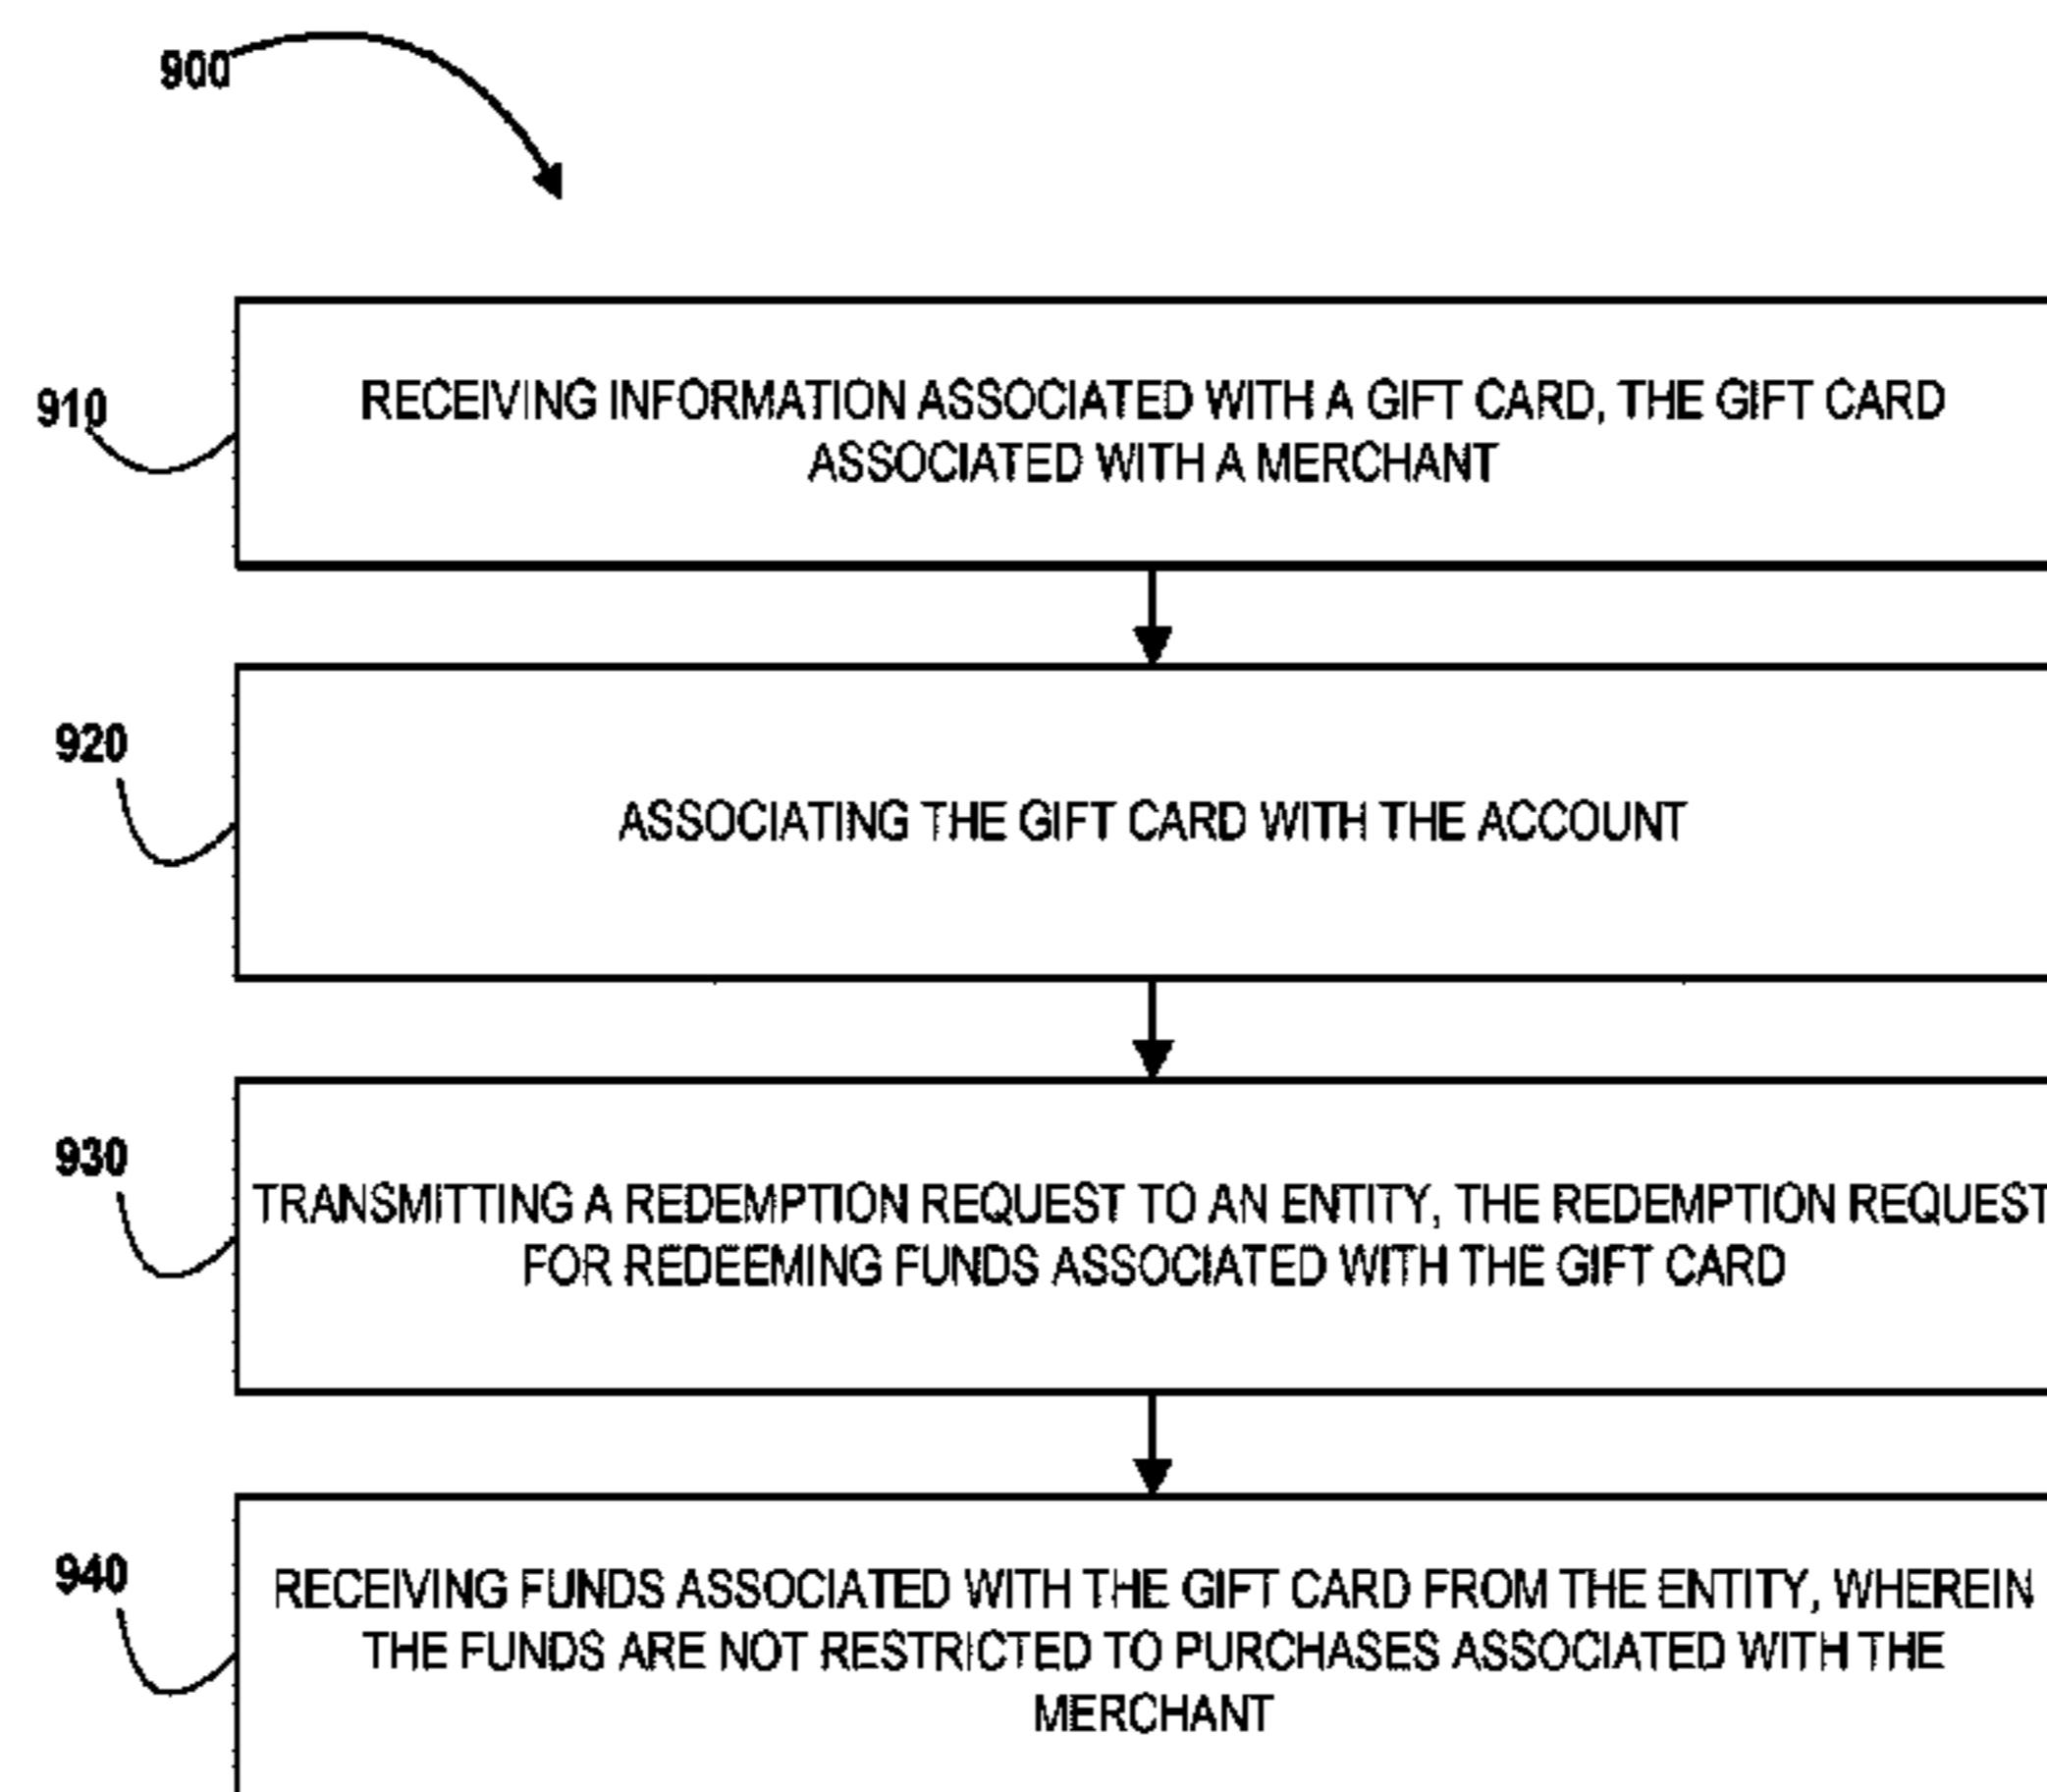 900
910
RECEIVING INFORMATION ASSOCIATED WITH A GIFT CARD, THE GIFT CARD
ASSOCIATED WITH A MERCHANT
920
ASSOCIATING THE GIFT CARD WITH THE ACCOUNT
930
TRANSMITTING A REDEMPTION REQUEST TO AN ENTITY, THE REDEMPTION REQUEST
FOR REDEEMING FUNDS ASSOCIATED WITH THE GIFT CARD
940
RECEIVING FUNDS ASSOCIATED WITH THE GIFT CARD FROM THE ENTITY, WHEREIN
THE FUNDS ARE NOT RESTRICTED TO PURCHASES ASSOCIATED WITH THE
MERCHANT